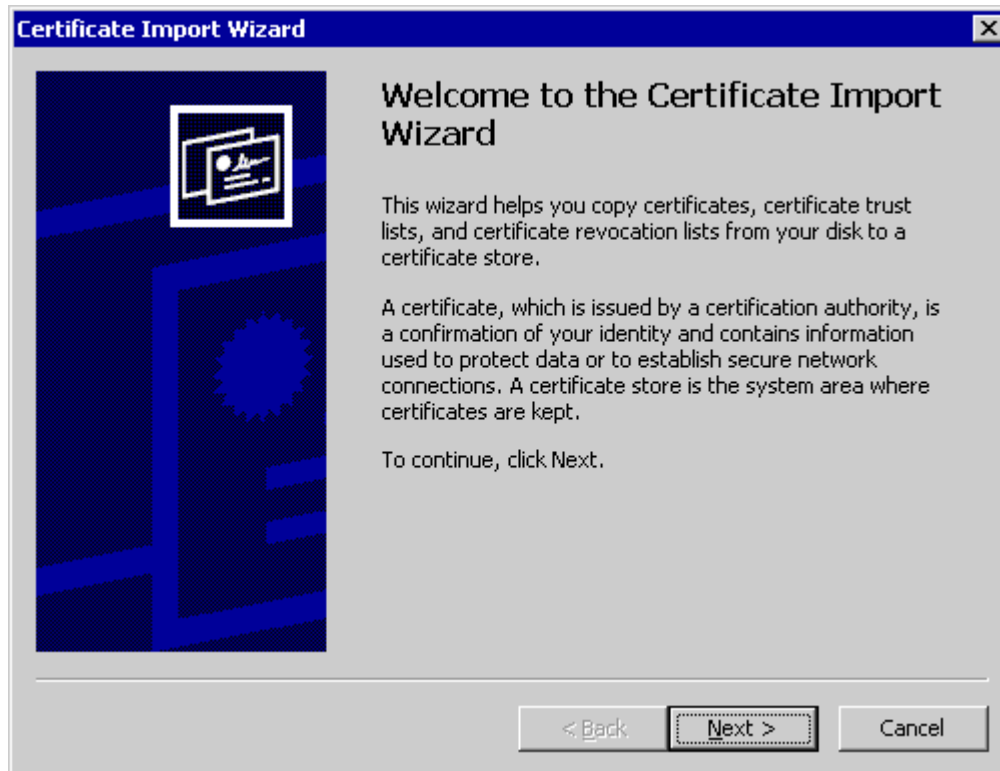 Certificate Import Wizard
Welcome to the Certificate Import
Wizard
This wizard helps you copy certificates, certificate trust
lists, and certificate revocation lists from your disk to a
certificate store.
A certificate, which is issued by a certification authority, is
a confirmation of your identity and contains information
used to protect data or to establish secure network
connections. A certificate store is the system area where
certificates are kept.
To continue, click Next.
< Back
Next >
Cancel